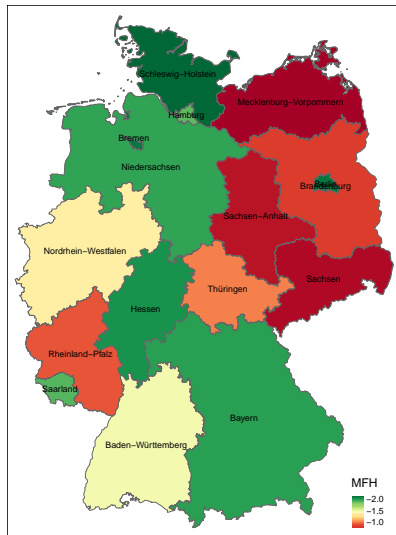 Schleswig−Holstein
Mecklenburg−Vorpommern
Hamburg
Bremen
Niedersachsen
Berlin
Brandenburg
Sachsen−Anhalt
Nordrhein−Westfalen
Sachsen
Thüringen
Hessen
Rheinland−Pfalz
Saarland
Bayern
Baden−Württemberg
MFH
−2.0
−1.5
−1.0